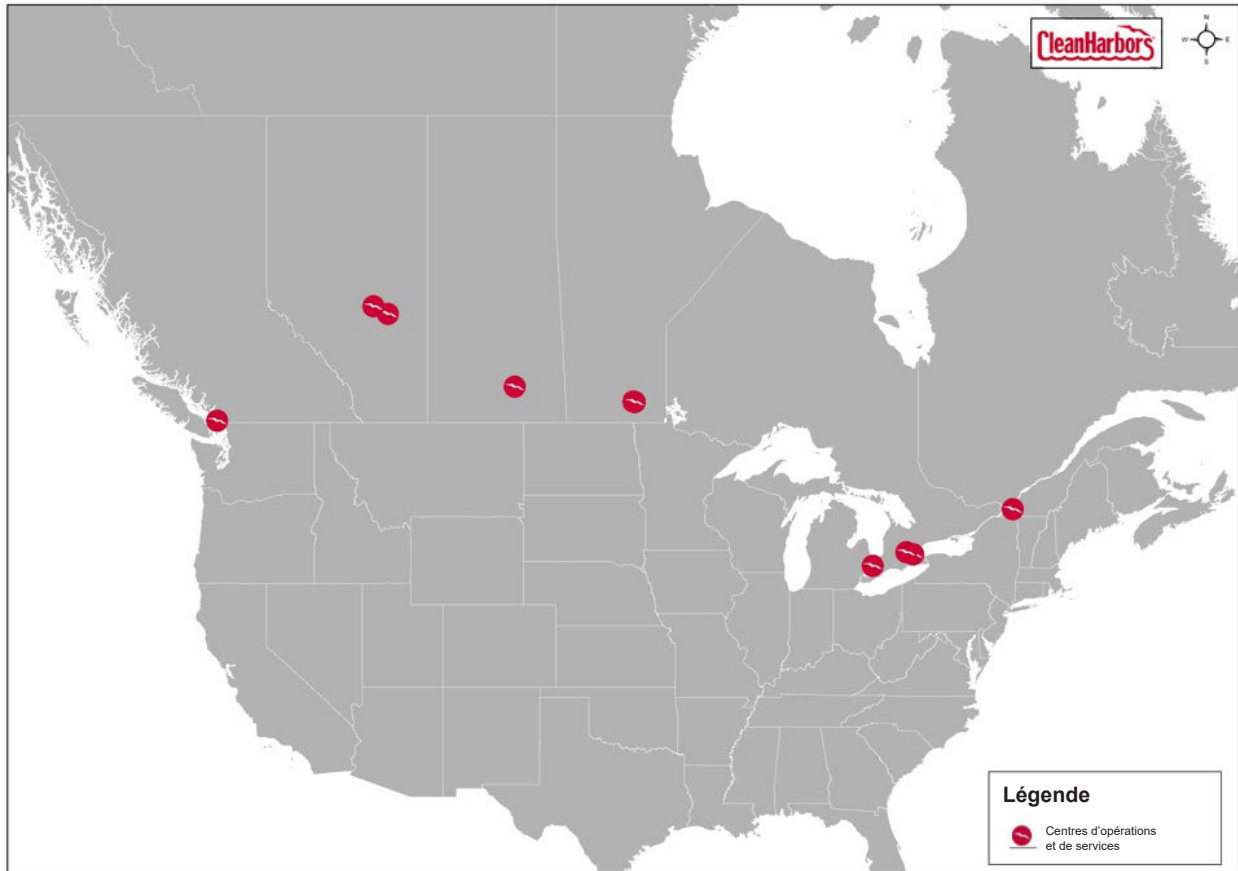 CleanHarbors
N
W E
S
Légende
Centres d'opérations
et de services